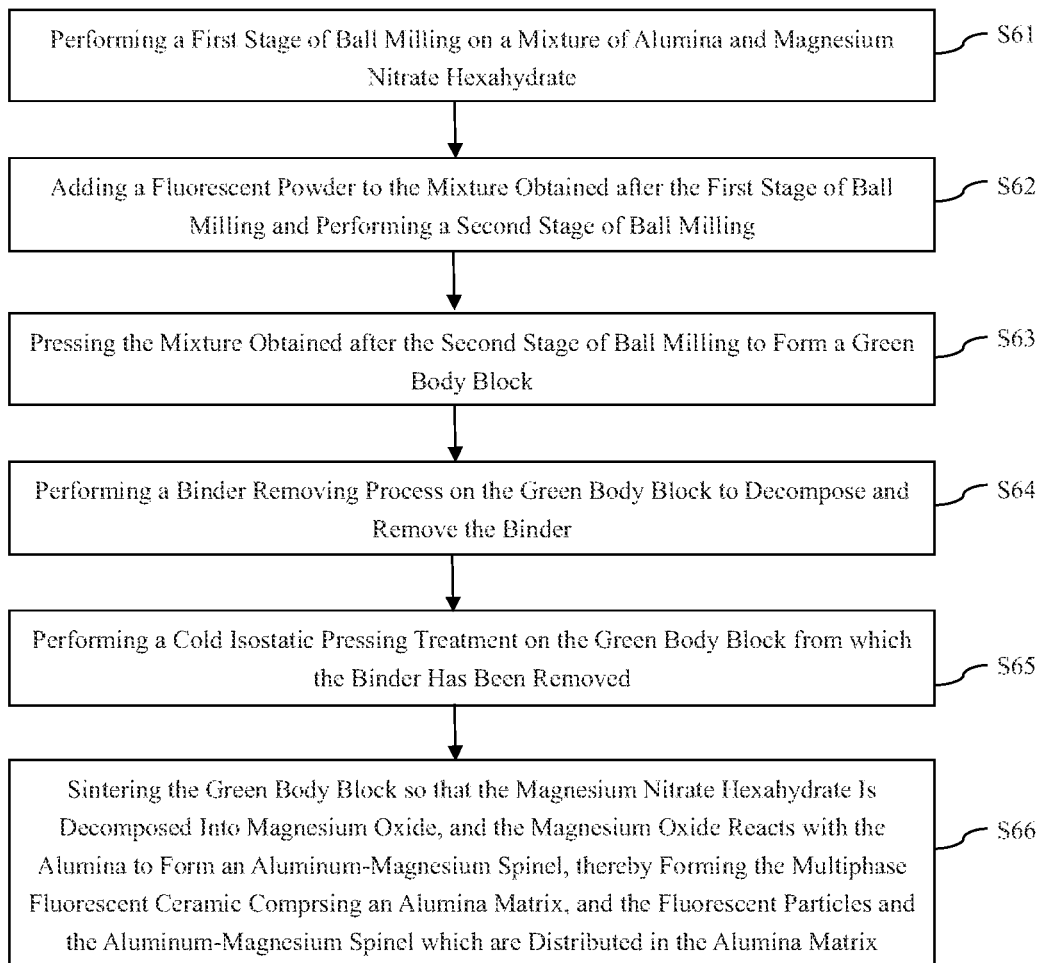 Performing a First Stage of Ball Milling on a Mixture of Alumina and Magnesium
Nitrate Hexahydrate
S61
Adding a Fluorescent Powder to the Mixture Obtained after the First Stage of Ball
Milling and Performing a Second Stage of Ball Milling
S62
Pressing the Mixture Obtained after the Second Stage of Ball Milling to Form a Green
Body Block
S63
Performing a Binder Removing Process on the Green Body Block to Decompose and
Remove the Binder
S64
Performing a Cold Isostatic Pressing Treatment on the Green Body Block from which
the Binder Has Been Removed
S65
Sintering the Green Body Block so that the Magnesium Nitrate Hexahydrate Is
Decomposed Into Magnesium Oxide, and the Magnesium Oxide Reacts with the
Alumina to Form an Aluminum-Magnesium Spinel, thereby Forming the Multiphase
Fluorescent Ceramic Comprsing an Alumina Matrix, and the Fluorescent Particles and
the Aluminum-Magnesium Spinel which are Distributed in the Alumina Matrix
S66